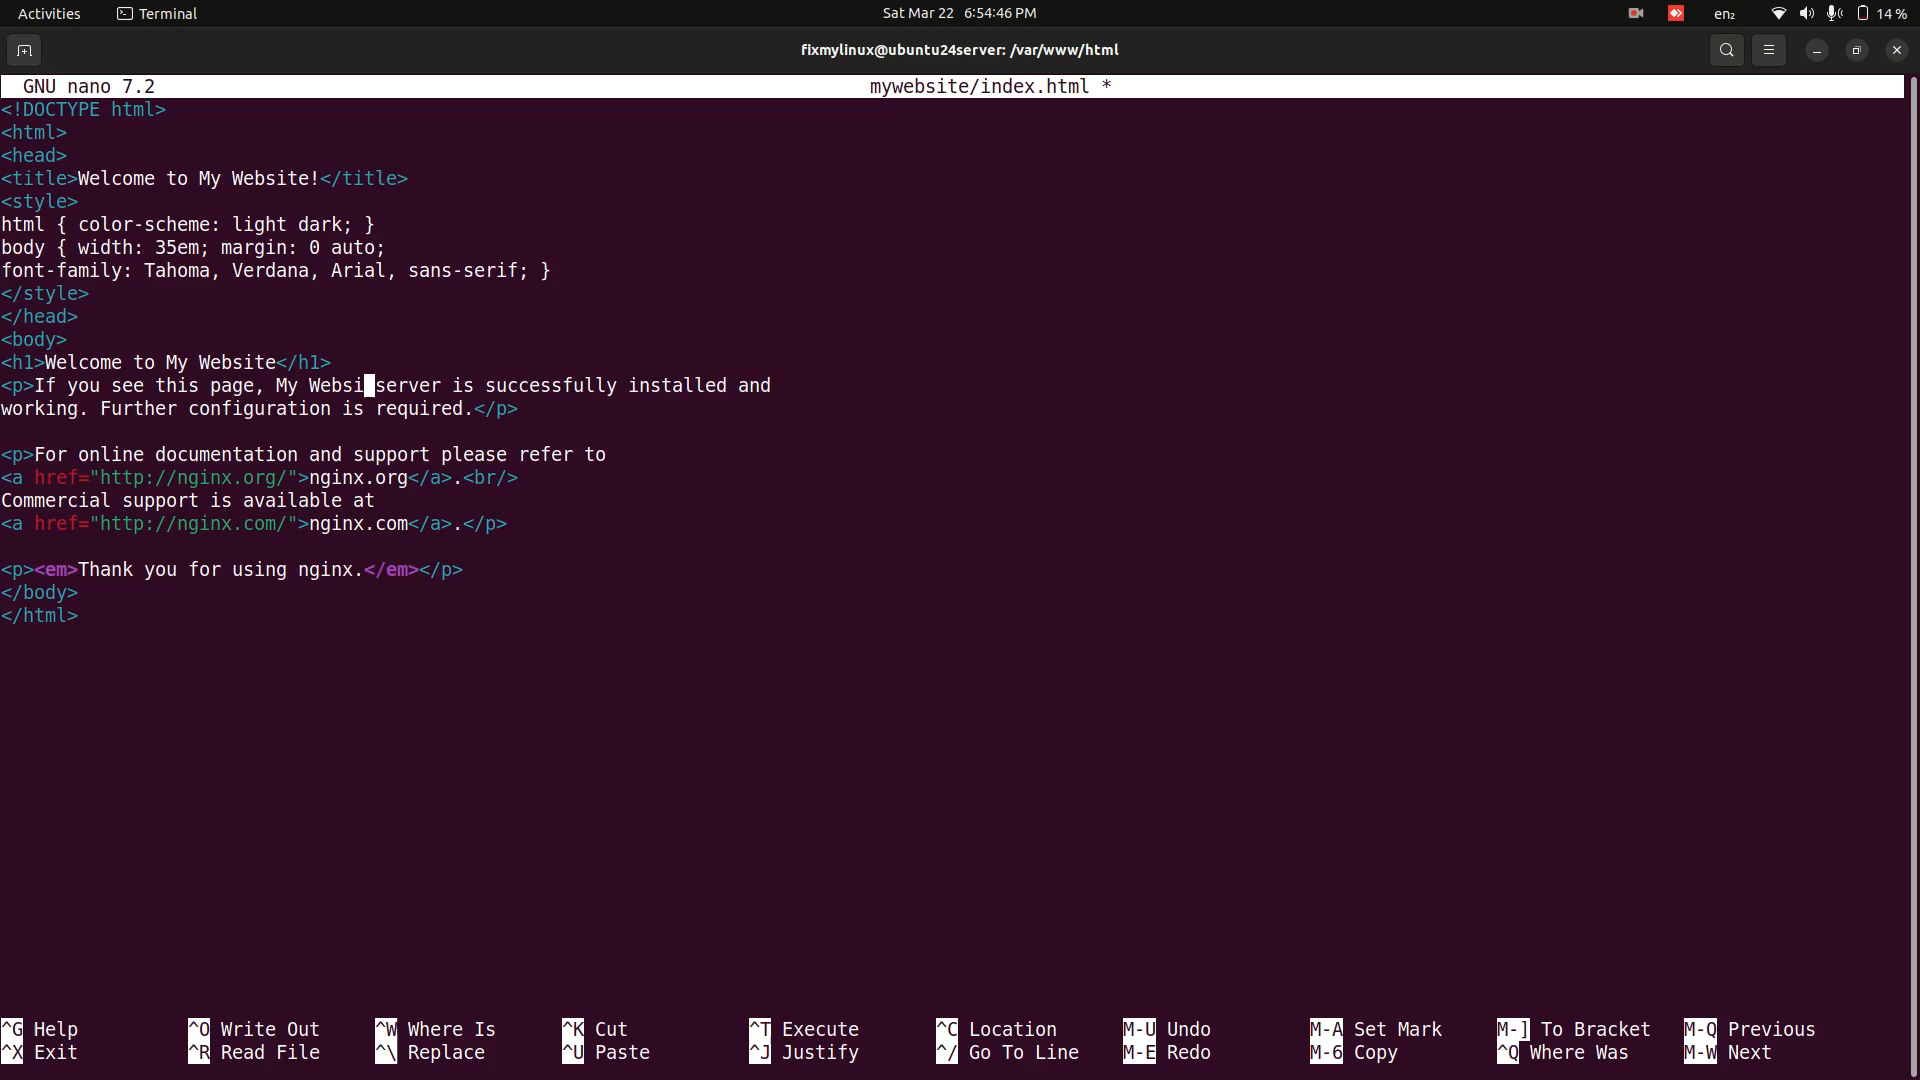 Activities Terminal Sat Mar 22 6:54:46 PM en₂ 14 %
fixmylinux@ubuntu24server: /var/www/html
GNU nano 7.2 mywebsite/index.html *
<!DOCTYPE html>
<html>
<head>
<title>Welcome to My Website!</title>
<style>
html { color-scheme: light dark; }
body { width: 35em; margin: 0 auto;
font-family: Tahoma, Verdana, Arial, sans-serif; }
</style>
</head>
<body>
<h1>Welcome to My Website</h1>
<p>If you see this page, My Websi server is successfully installed and
working. Further configuration is required.</p>
<p>For online documentation and support please refer to
<a href="http://nginx.org/">nginx.org</a>.<br/>
Commercial support is available at
<a href="http://nginx.com/">nginx.com</a>.</p>
<p><em>Thank you for using nginx.</em></p>
</body>
</html>
^G Help ^O Write Out ^W Where Is ^K Cut ^T Execute ^C Location M-U Undo M-A Set Mark M-] To Bracket M-Q Previous
^X Exit ^R Read File ^\ Replace ^U Paste ^J Justify ^/ Go To Line M-E Redo M-6 Copy ^Q Where Was M-W Next